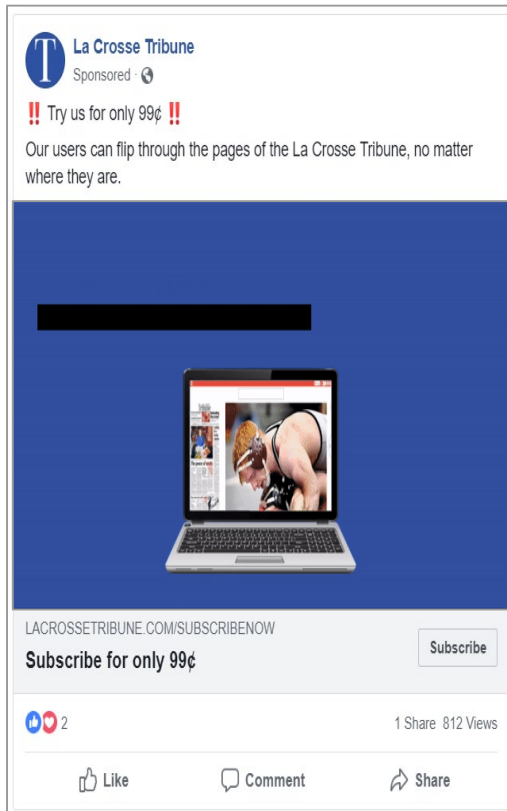 La Crosse Tribune
Sponsored ·
‼ Try us for only 99¢ ‼
Our users can flip through the pages of the La Crosse Tribune, no matter
where they are.
LACROSSETRIBUNE.COM/SUBSCRIBENOW
Subscribe for only 99¢
Subscribe
2
1 Share 812 Views
Like
Comment
Share